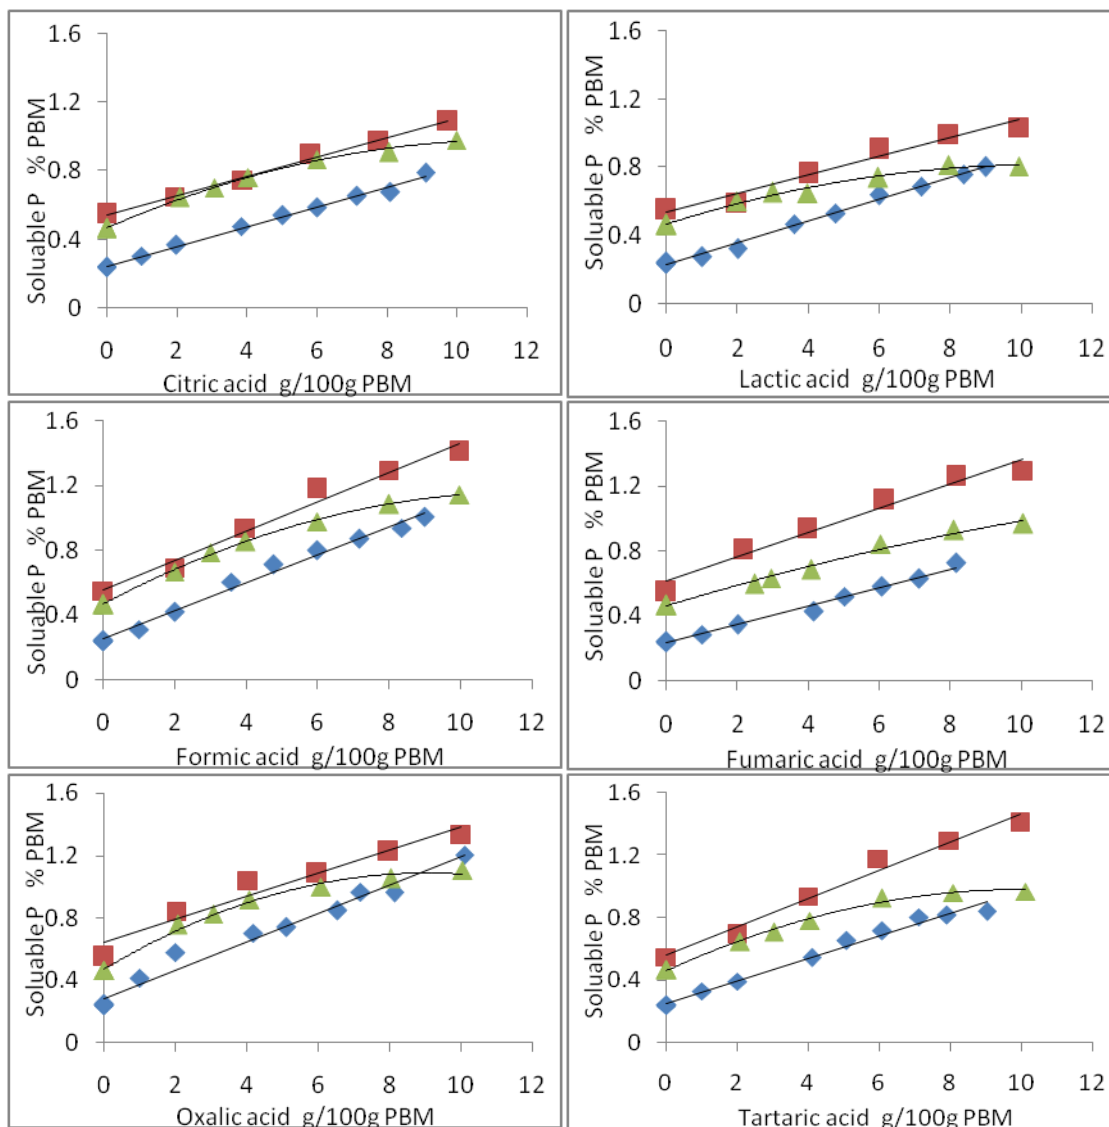 1.6 1.6
1.2 1.2
0.8 0.8
0.4 0.4
0 0
Soluable P % PBM Soluable P % PBM
0 2 4 6 8 10 12 0 2 4 6 8 10 12
Citric acid g/100g PBM Lactic acid g/100g PBM
1.6 1.6
1.2 1.2
0.8 0.8
0.4 0.4
0 0
Soluable P % PBM Soluable P % PBM
0 2 4 6 8 10 12 0 2 4 6 8 10 12
Formic acid g/100g PBM Fumaric acid g/100g PBM
1.6 1.6
1.2 1.2
0.8 0.8
0.4 0.4
0 0
Soluable P % PBM Soluable P % PBM
0 2 4 6 8 10 12 0 2 4 6 8 10 12
Oxalic acid g/100g PBM Tartaric acid g/100g PBM